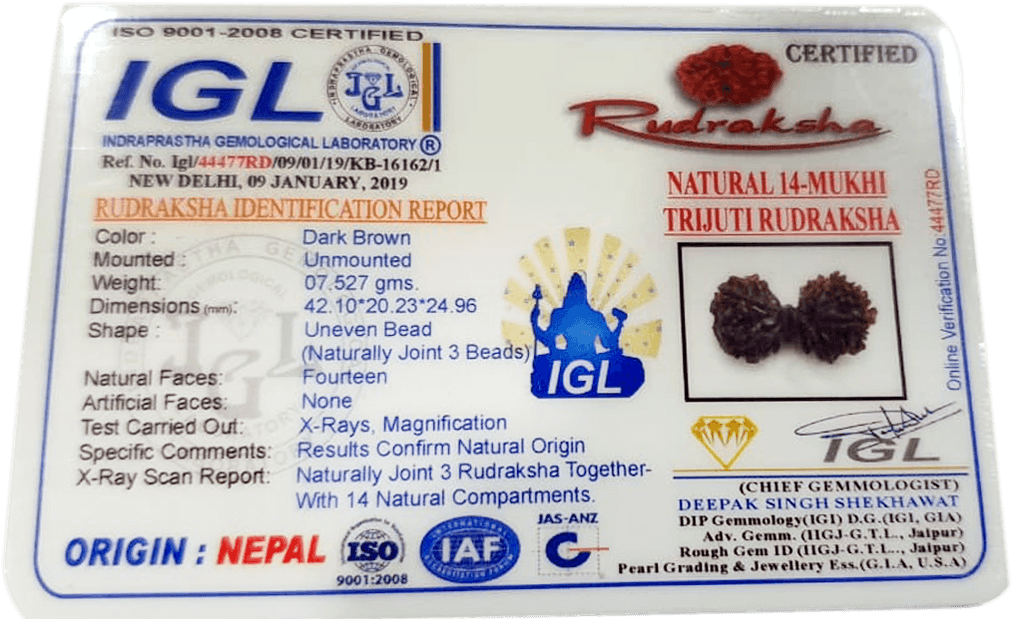 ISO 9001-2008 CERTIFIED
IGL
INDRAPRASTHA GEMOLOGICAL LABORATORY ®
Ref. No. Igl/44477RD/09/01/19/KB-16162/1
NEW DELHI, 09 JANUARY, 2019
RUDRAKSHA IDENTIFICATION REPORT
Color : Dark Brown
Mounted : Unmounted
Weight: 07.527 gms.
Dimensions (mm): 42.10*20.23*24.96
Shape : Uneven Bead
(Naturally Joint 3 Beads)
Natural Faces: Fourteen
Artificial Faces: None
Test Carried Out: X-Rays, Magnification
Specific Comments: Results Confirm Natural Origin
X-Ray Scan Report: Naturally Joint 3 Rudraksha Together-
With 14 Natural Compartments.
ORIGIN : NEPAL
ISO
9001:2008
INTERNATIONAL
IAF
ACCREDITATION FORUM
JAS-ANZ
IGL
CERTIFIED
Rudraksha
NATURAL 14-MUKHI
TRIJUTI RUDRAKSHA
Online Verification No.44477RD
IGL
(CHIEF GEMMOLOGIST)
DEEPAK SINGH SHEKHAWAT
DIP Gemmology(IGI) D.G.(IGI, GIA)
Adv. Gemm. (IIGJ-G.T.L., Jaipur)
Rough Gem ID (IIGJ-G.T.L.., Jaipur)
Pearl Grading & Jewellery Ess.(G.I.A, U.S.A)